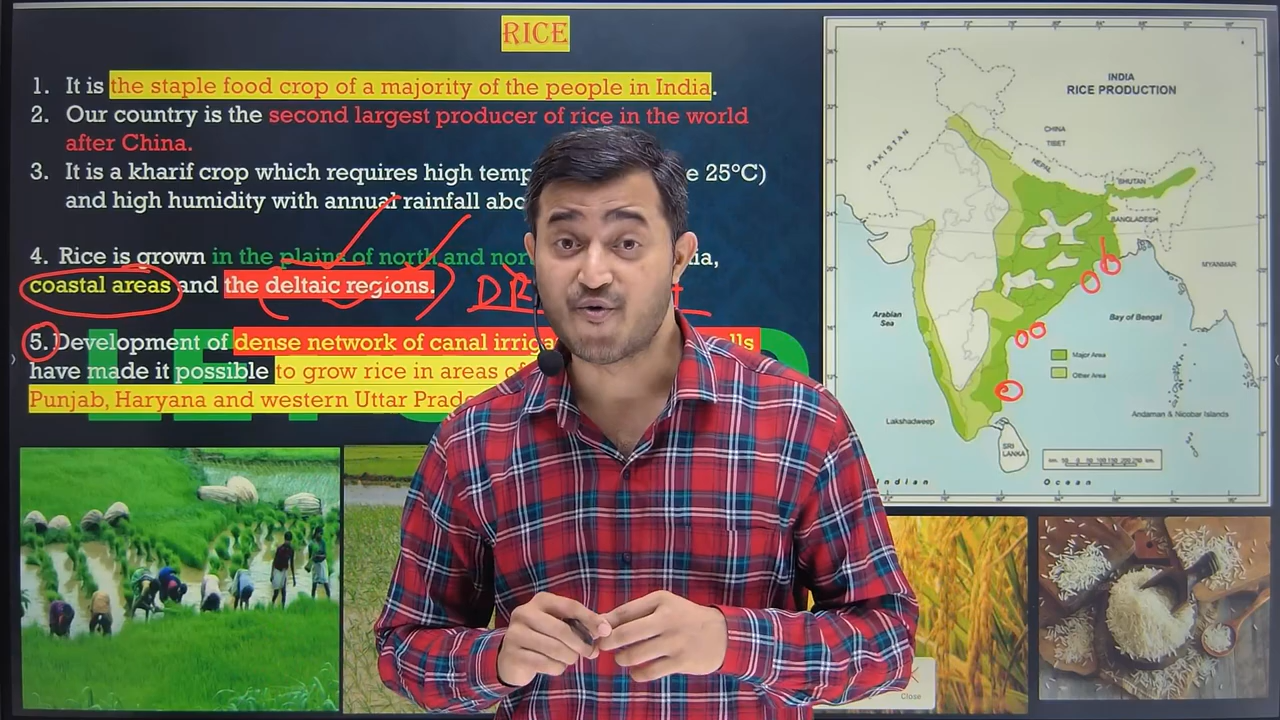 RICE
1. It is the staple food crop of a majority of the people in India.
2. Our country is the second largest producer of rice in the world
after China.
3. It is a kharif crop which requires high temp e 25°C)
and high humidity with annual rainfall abo
4. Rice is grown in the plains of north and nor ia,
coastal areas and the deltaic regions.
5. Development of dense network of canal irriga lls
have made it possible to grow rice in areas of
Punjab, Haryana and western Uttar Prade
INDIA
RICE PRODUCTION
PAKISTAN
CHINA
TIBET
NEPAL
BHUTAN
BANGLADESH
MYANMAR
Arabian
Sea
Bay of Bengal
Major Area
Other Area
Lakshadweep
Andaman & Nicobar Islands
SRI
LANKA
Indian Ocean
Close